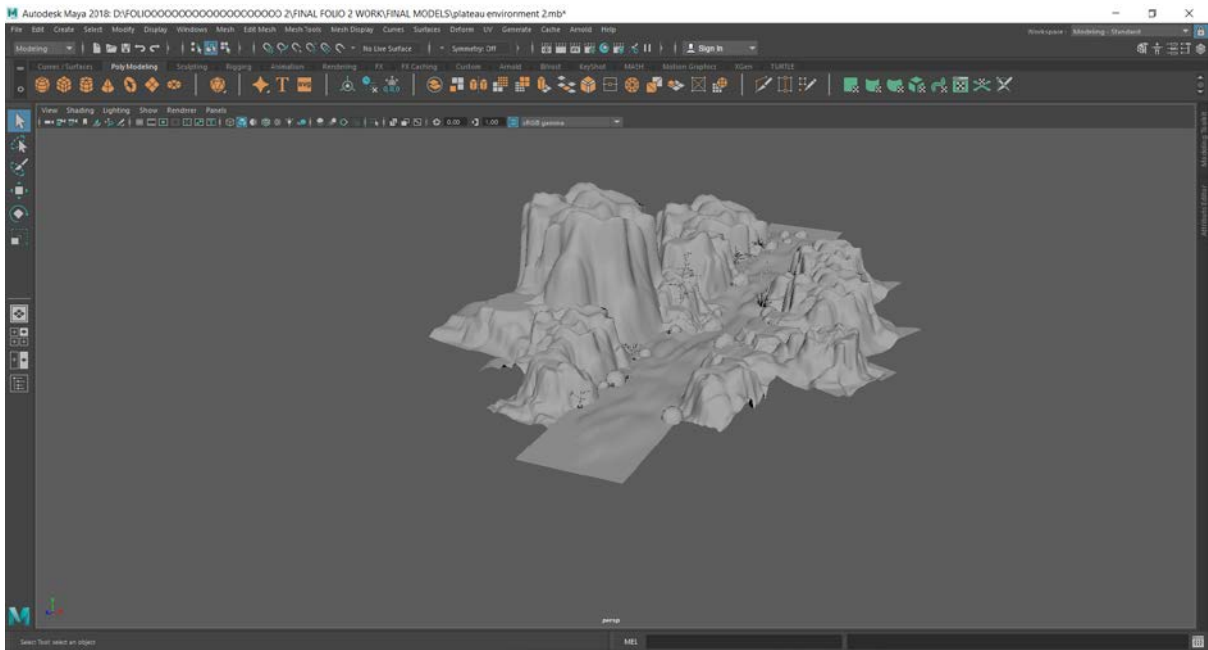 Autodesk Maya 2018: D:\FOLIOOOOOOOOOOOOOOOOOOOOO 2\FINAL FOLIO 2 WORK\FINAL MODELS\plateau environment 2.mb*
File Edit Create Select Modify Display Windows Mesh Edit Mesh Mesh Tools Mesh Display Curves Surfaces Deform UV Generate Cache Arnold Help
Workspace: Modeling - Standard
Modeling No Live Surface Symmetry: Off Sign In
Curves / Surfaces Poly Modeling Sculpting Rigging Animation Rendering FX FX Caching Custom Arnold Bifrost KeyShot MASH Motion Graphics XGen TURTLE
View Shading Lighting Show Renderer Panels
0.00 1.00 sRGB gamma
Modeling Toolkit
Attribute Editor
persp
Select Tool: select an object
MEL